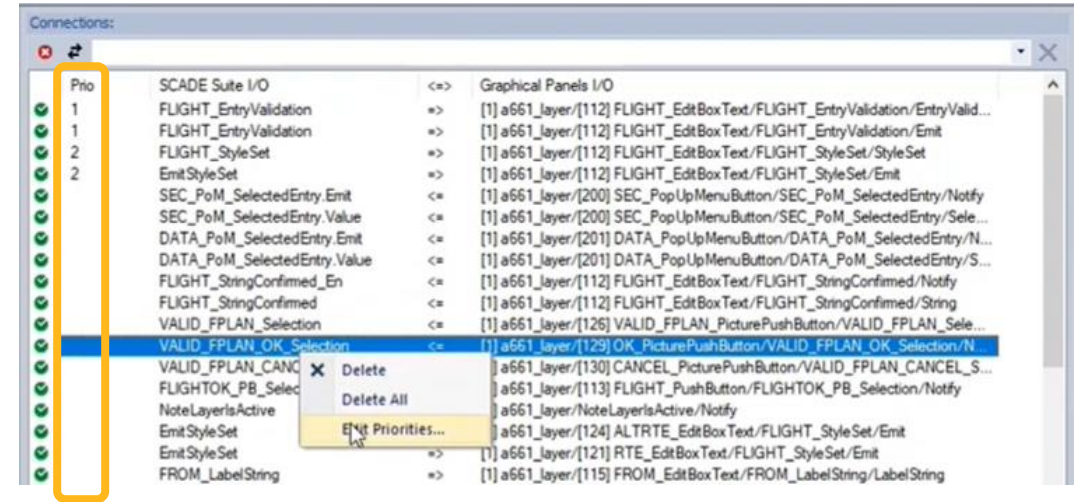 Connections:
Prio SCADE Suite I/O <=> Graphical Panels I/O
1 FLIGHT_EntryValidation => [1] a661_layer/[112] FLIGHT_EditBoxText/FLIGHT_EntryValidation/EntryValid...
1 FLIGHT_EntryValidation => [1] a661_layer/[112] FLIGHT_EditBoxText/FLIGHT_EntryValidation/Emit
2 FLIGHT_StyleSet => [1] a661_layer/[112] FLIGHT_EditBoxText/FLIGHT_StyleSet/StyleSet
2 EmitStyleSet => [1] a661_layer/[112] FLIGHT_EditBoxText/FLIGHT_StyleSet/Emit
SEC_PoM_SelectedEntry.Emit <= [1] a661_layer/[200] SEC_PopUpMenuButton/SEC_PoM_SelectedEntry/Notify
SEC_PoM_SelectedEntry.Value <= [1] a661_layer/[200] SEC_PopUpMenuButton/SEC_PoM_SelectedEntry/Sele...
DATA_PoM_SelectedEntry.Emit <= [1] a661_layer/[201] DATA_PopUpMenuButton/DATA_PoM_SelectedEntry/N...
DATA_PoM_SelectedEntry.Value <= [1] a661_layer/[201] DATA_PopUpMenuButton/DATA_PoM_SelectedEntry/S...
FLIGHT_StringConfirmed_En <= [1] a661_layer/[112] FLIGHT_EditBoxText/FLIGHT_StringConfirmed/Notify
FLIGHT_StringConfirmed <= [1] a661_layer/[112] FLIGHT_EditBoxText/FLIGHT_StringConfirmed/String
VALID_FPLAN_Selection <= [1] a661_layer/[126] VALID_FPLAN_PicturePushButton/VALID_FPLAN_Sele...
VALID_FPLAN_OK_Selection <= [1] a661_layer/[129] OK_PicturePushButton/VALID_FPLAN_OK_Selection/N...
VALID_FPLAN_CANC ] a661_layer/[130] CANCEL_PicturePushButton/VALID_FPLAN_CANCEL_S...
Delete
FLIGHTOK_PB_Selec ] a661_layer/[113] FLIGHT_PushButton/FLIGHTOK_PB_Selection/Notify
Delete All
NoteLayerIsActive ] a661_layer/NoteLayerIsActive/Notify
EmitStyleSet ] a661_layer/[124] ALTRTE_EditBoxText/FLIGHT_StyleSet/Emit
Edit Priorities...
EmitStyleSet => [1] a661_layer/[121] RTE_EditBoxText/FLIGHT_StyleSet/Emit
FROM_LabelString => [1] a661_layer/[115] FROM_EditBoxText/FROM_LabelString/LabelString